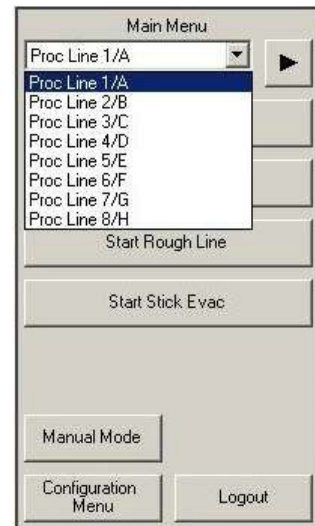 Main Menu
Proc Line 1/A
Proc Line 1/A
Proc Line 2/B
Proc Line 3/C
Proc Line 4/D
Proc Line 5/E
Proc Line 6/F
Proc Line 7/G
Proc Line 8/H
Start Rough Line
Start Stick Evac
Manual Mode
Configuration
Menu
Logout